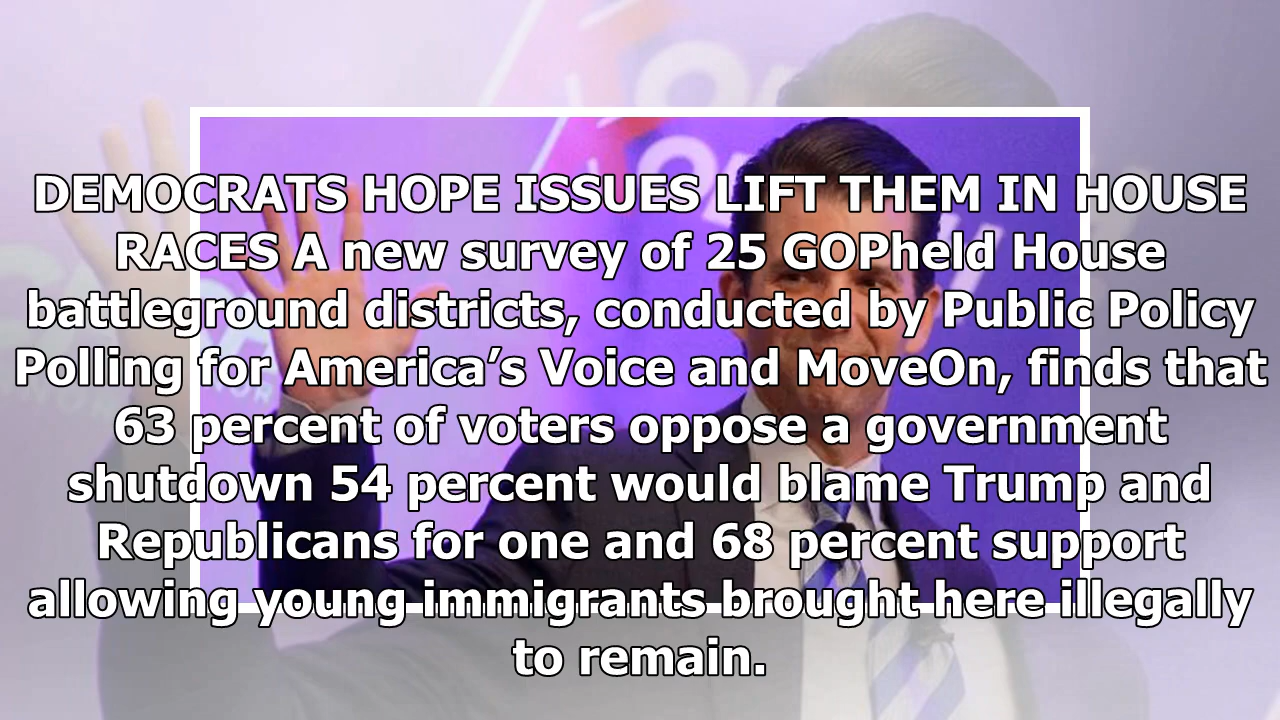 DEMOCRATS HOPE ISSUES LIFT THEM IN HOUSE
RACES A new survey of 25 GOPheld House
battleground districts, conducted by Public Policy
Polling for America’s Voice and MoveOn, finds that
63 percent of voters oppose a government
shutdown 54 percent would blame Trump and
Republicans for one and 68 percent support
allowing young immigrants brought here illegally
to remain.